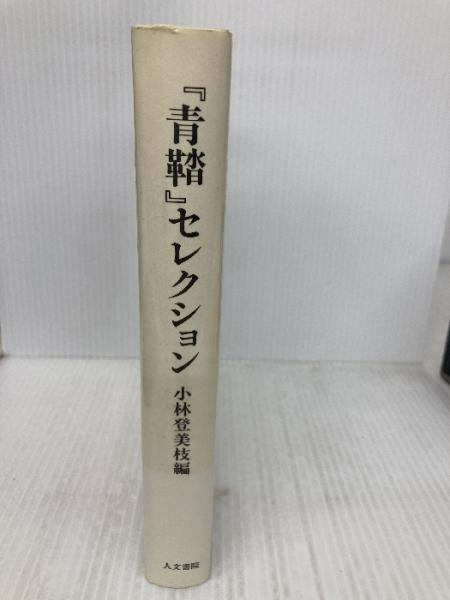 『青鞜』セレクション
小林登美枝編
人文書院